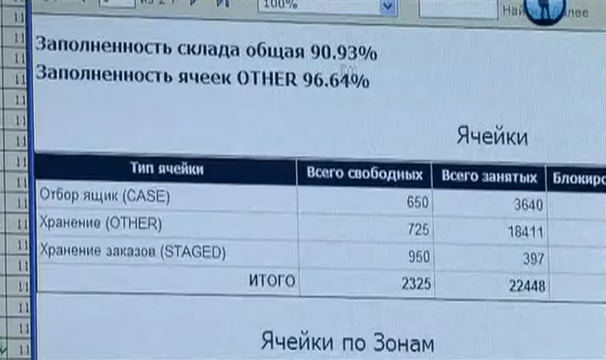 100%
Заполненность склада общая 90.93%
Заполненность ячеек OTHER 96.64%
Ячейки
Тип ячейки Всего свободных Всего занятых
Отбор ящик (CASE) 650 3640
Хранение (OTHER) 725 18411
Хранение заказов (STAGED) 950 397
ИТОГО 2325 22448
Ячейки по Зонам